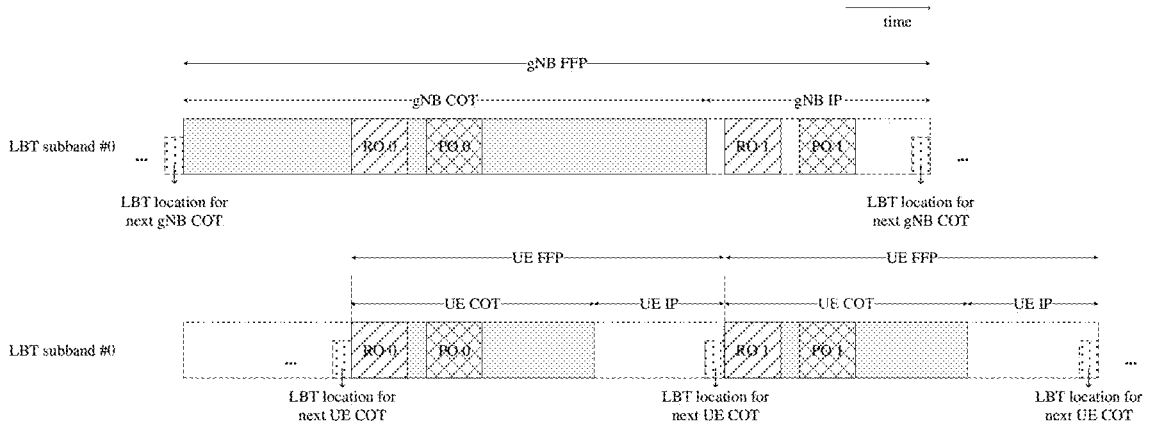 time
gNB FFP
gNB COT
gNB IP
LBT subband #0
...
RO 0
PO 0
RO 1
PO 1
...
LBT location for
next gNB COT
LBT location for
next gNB COT
UE FFP
UE FFP
UE COT
UE IP
UE COT
UE IP
LBT subband #0
...
RO 0
PO 0
RO 1
PO 1
...
LBT location for
next UE COT
LBT location for
next UE COT
LBT location for
next UE COT